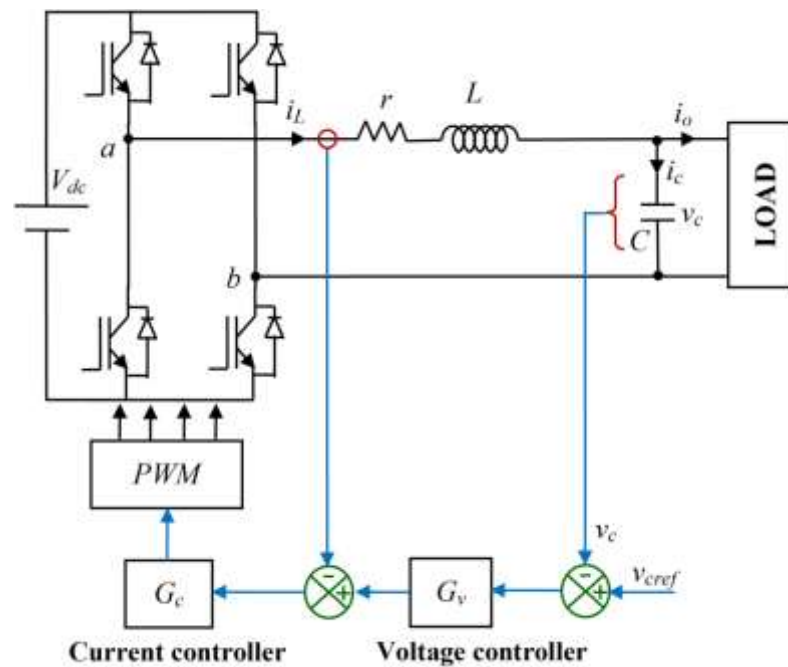 r
L
i_L
i_o
a
i_c
V_dc
v_c
C
LOAD
b
PWM
v_c
v_cref
G_c
G_v
-
+
-
+
Current controller
Voltage controller